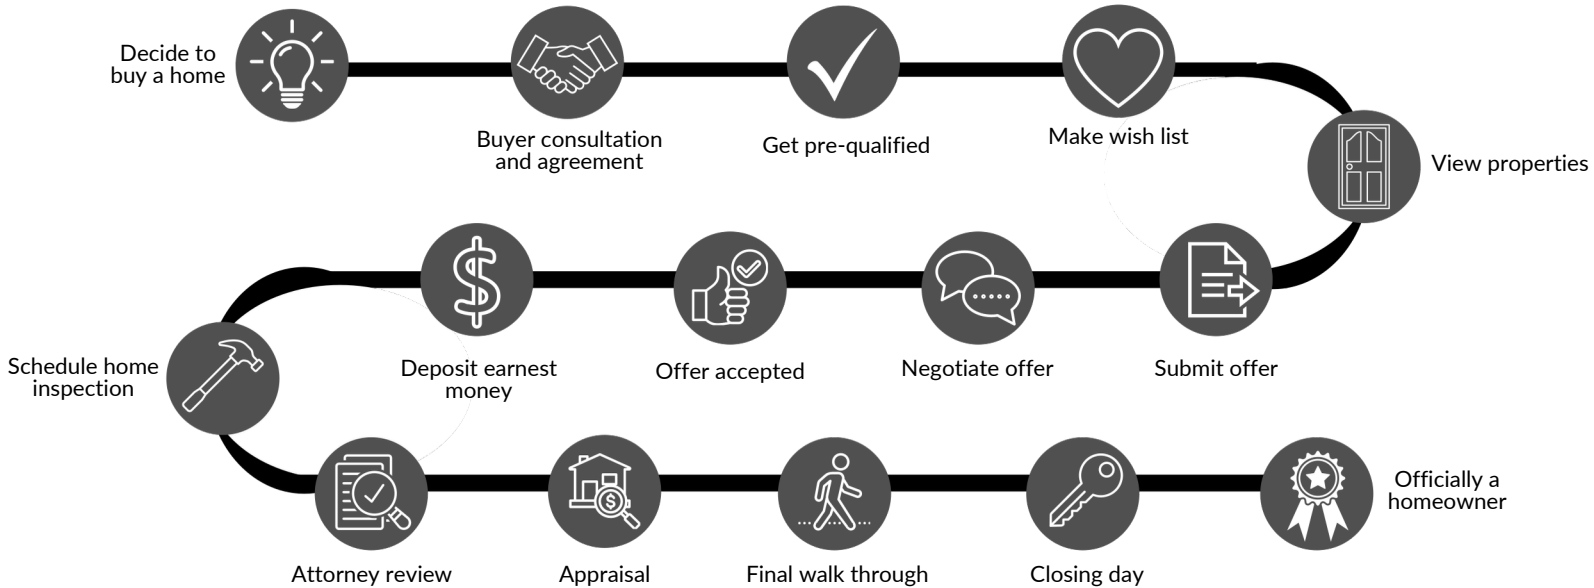 Decide to
buy a home
Buyer consultation
and agreement
Get pre-qualified
Make wish list
View properties
Submit offer
Negotiate offer
Offer accepted
Deposit earnest
money
Schedule home
inspection
Attorney review
Appraisal
Final walk through
Closing day
Officially a
homeowner